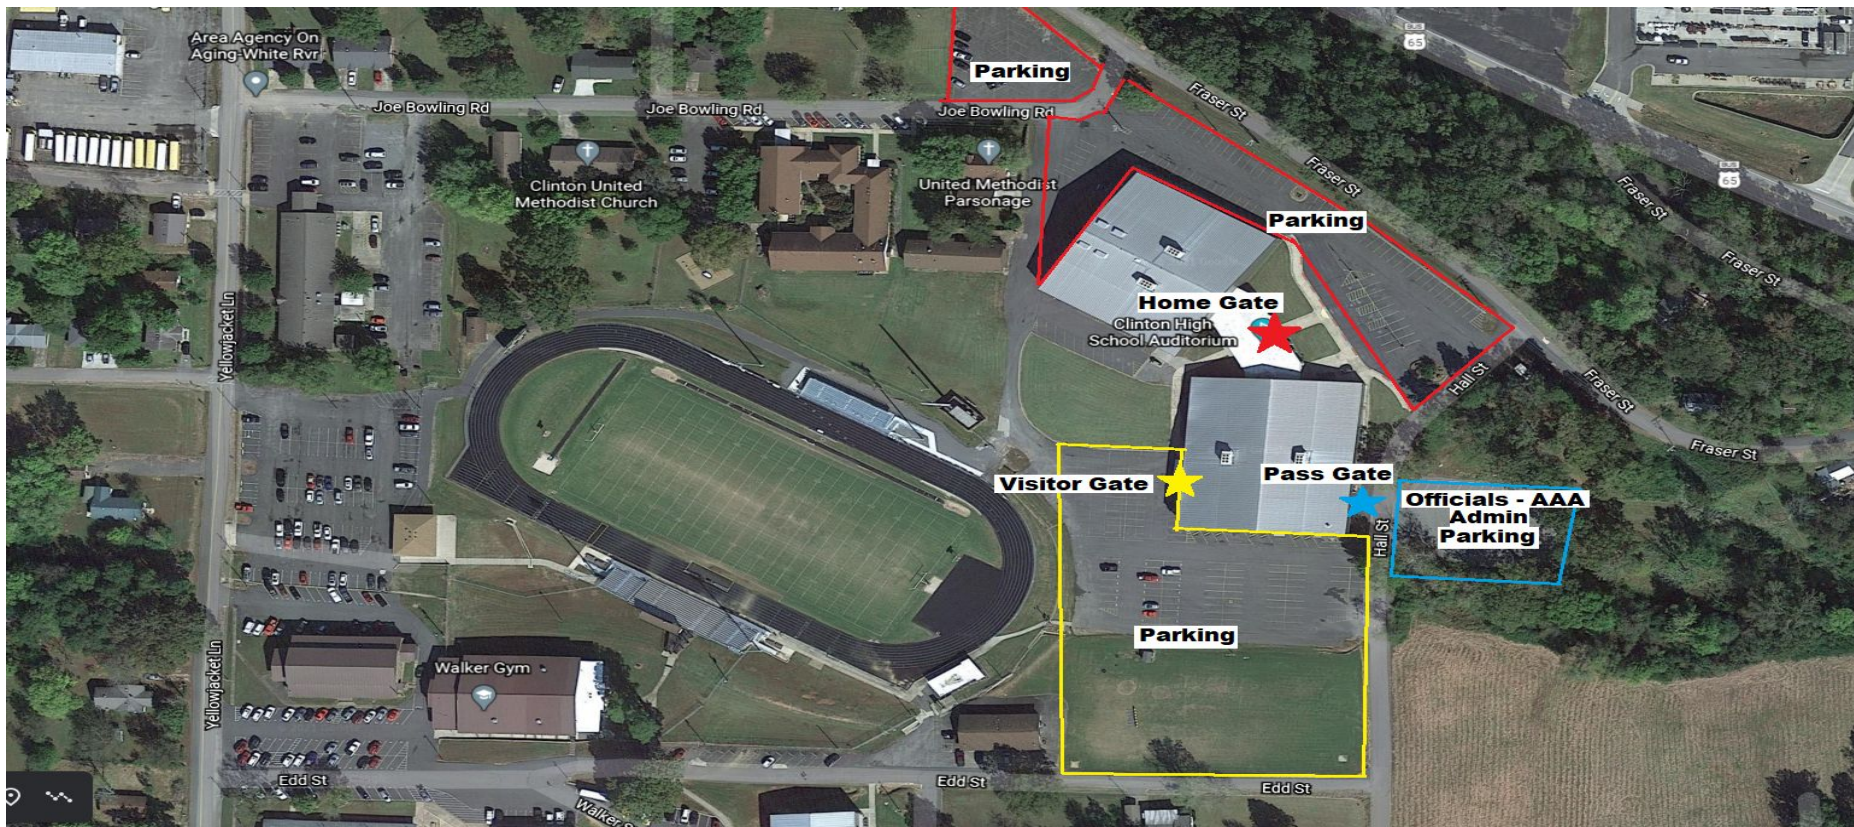 Area Agency On
Aging-White Rvr
Joe Bowling Rd
Joe Bowling Rd
Joe Bowling Rd
Parking
Fraser St
BUS
65
BUS
65
Fraser St
Fraser St
Fraser St
Clinton United
Methodist Church
United Methodist
Parsonage
Parking
Home Gate
Clinton High
School Auditorium
Yellowjacket Ln
Hall St
Fraser St
Fraser St
Visitor Gate
Pass Gate
Officials - AAA
Admin
Parking
Hall St
Parking
Walker Gym
Yellowjacket Ln
Edd St
Edd St
Edd St